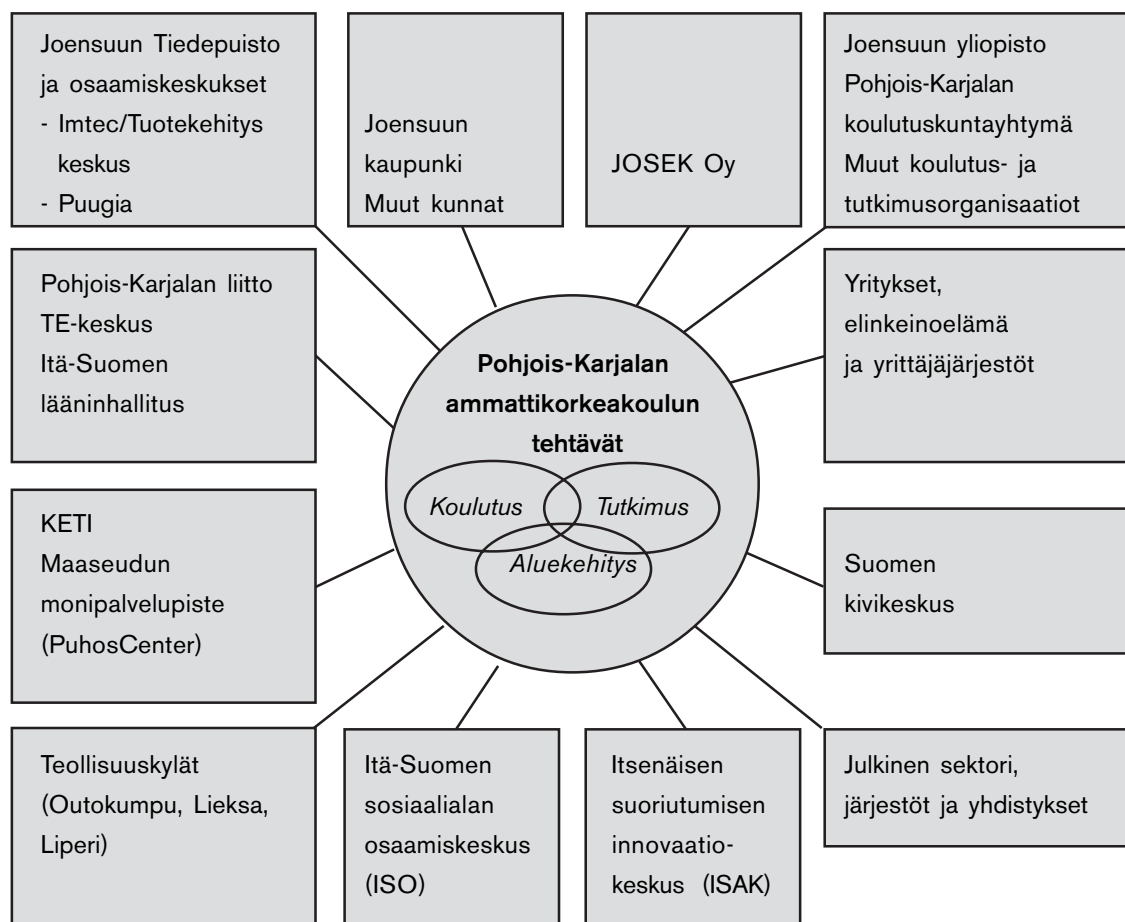 Joensuun Tiedepuisto
ja osaamiskeskukset
- Imtec/Tuotekehitys
keskus
- Puugia
Joensuun
kaupunki
Muut kunnat
JOSEK Oy
Joensuun yliopisto
Pohjois-Karjalan
koulutuskuntayhtymä
Muut koulutus- ja
tutkimusorganisaatiot
Pohjois-Karjalan liitto
TE-keskus
Itä-Suomen
lääninhallitus
Pohjois-Karjalan
ammattikorkeakoulun
tehtävät
Koulutus
Tutkimus
Aluekehitys
Yritykset,
elinkeinoelämä
ja yrittäjäjärjestöt
KETI
Maaseudun
monipalvelupiste
(PuhosCenter)
Suomen
kivikeskus
Teollisuuskylät
(Outokumpu, Lieksa,
Liperi)
Itä-Suomen
sosiaalialan
osaamiskeskus
(ISO)
Itsenäisen
suoriutumisen
innovaatio-
keskus (ISAK)
Julkinen sektori,
järjestöt ja yhdistykset